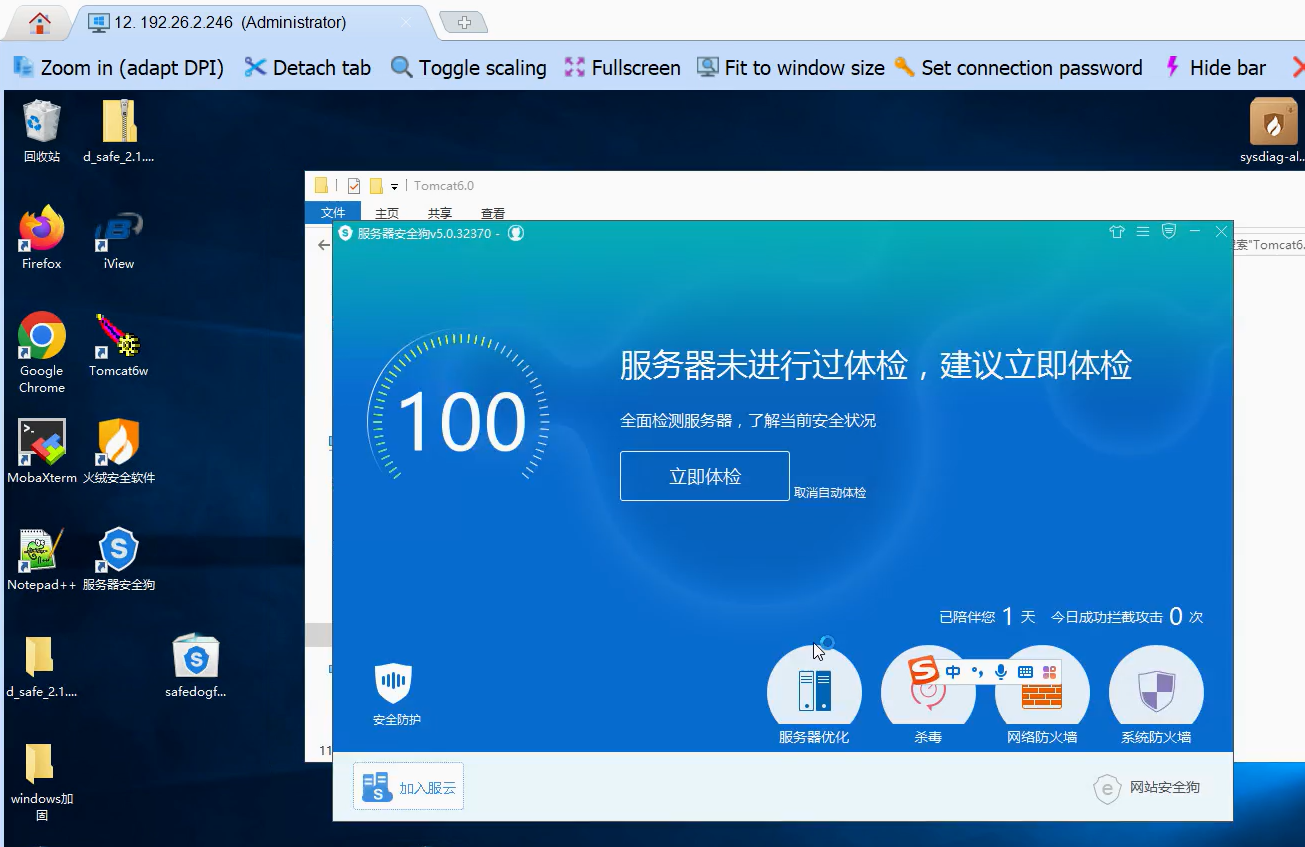 12. 192.26.2.246 (Administrator)
Zoom in (adapt DPI) Detach tab Toggle scaling Fullscreen Fit to window size Set connection password Hide bar
回收站
d_safe_2.1....
sysdiag-al...
Tomcat6.0
文件 主页 共享 查看
服务器安全狗v5.0.32370 -
搜索"Tomcat6.
Firefox
iView
100
服务器未进行过体检，建议立即体检
全面检测服务器，了解当前安全状况
立即体检
取消自动体检
Google
Chrome
Tomcat6w
MobaXterm
火绒安全软件
Notepad++
服务器安全狗
已陪伴您 1 天 今日成功拦截攻击 0 次
d_safe_2.1....
safedogf...
中
安全防护
服务器优化
杀毒
网络防火墙
系统防火墙
11
加入服云
网站安全狗
windows加
固